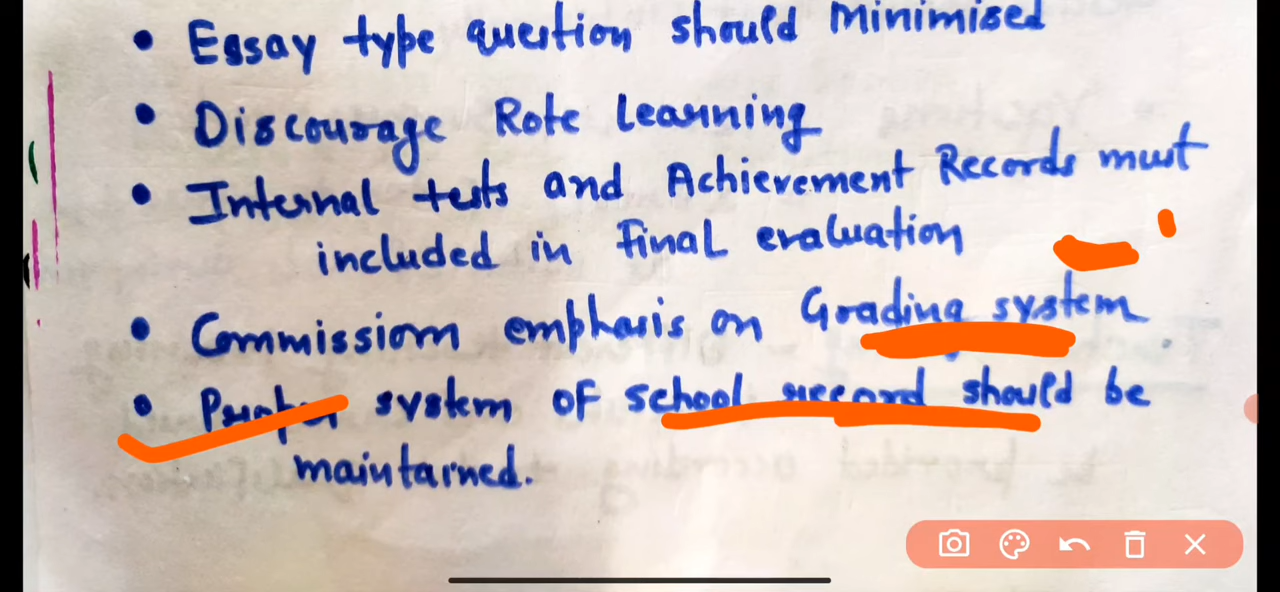 • Essay type question should Minimised
• Discourage Rote Learning
• Internal tests and Achievement Records must
included in Final evaluation
• Commission emphasis on Grading system
• Proper system of school record should be
maintained.